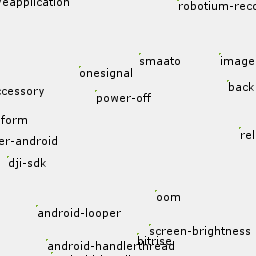 eapplication
robotium-reco
smaato
image
onesignal
back
ccessory
power-off
form
er-android
rel
dji-sdk
oom
android-looper
screen-brightness
bitrise
android-handlerthread